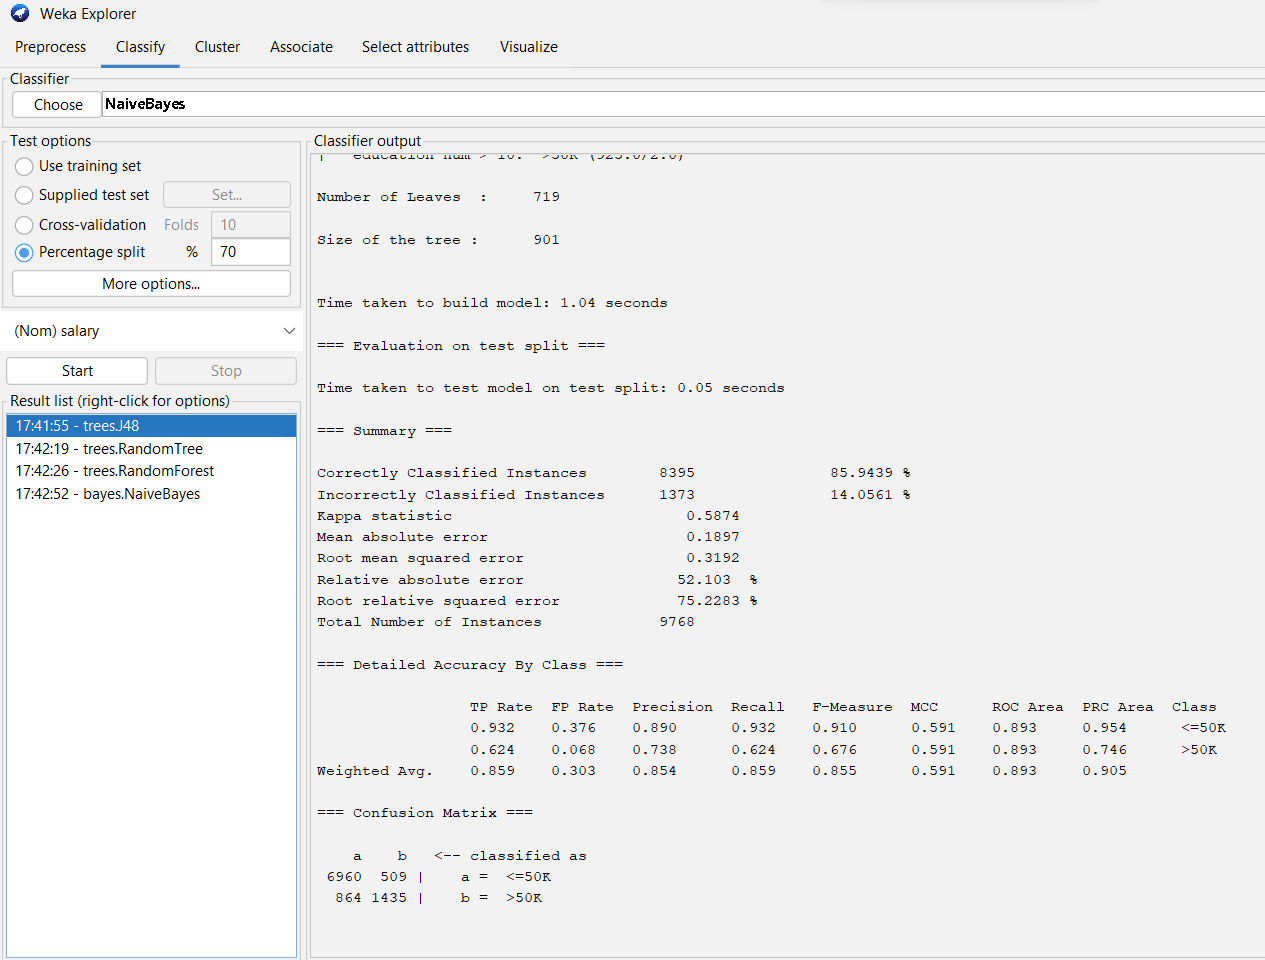 Weka Explorer
Preprocess Classify Cluster Associate Select attributes Visualize
Classifier
Choose NaiveBayes
Test options
Use training set
Supplied test set Set...
Cross-validation Folds 10
Percentage split % 70
More options...
(Nom) salary
Start Stop
Result list (right-click for options)
17:41:55 - trees.J48
17:42:19 - trees.RandomTree
17:42:26 - trees.RandomForest
17:42:52 - bayes.NaiveBayes
Classifier output
| education-num > 10: >50K (923.0/2.0)
Number of Leaves : 719
Size of the tree : 901
Time taken to build model: 1.04 seconds
=== Evaluation on test split ===
Time taken to test model on test split: 0.05 seconds
=== Summary ===
Correctly Classified Instances 8395 85.9439 %
Incorrectly Classified Instances 1373 14.0561 %
Kappa statistic 0.5874
Mean absolute error 0.1897
Root mean squared error 0.3192
Relative absolute error 52.103 %
Root relative squared error 75.2283 %
Total Number of Instances 9768
=== Detailed Accuracy By Class ===
TP Rate FP Rate Precision Recall F-Measure MCC ROC Area PRC Area Class
0.932 0.376 0.890 0.932 0.910 0.591 0.893 0.954 <=50K
0.624 0.068 0.738 0.624 0.676 0.591 0.893 0.746 >50K
Weighted Avg. 0.859 0.303 0.854 0.859 0.855 0.591 0.893 0.905
=== Confusion Matrix ===
a b <-- classified as
6960 509 | a = <=50K
864 1435 | b = >50K